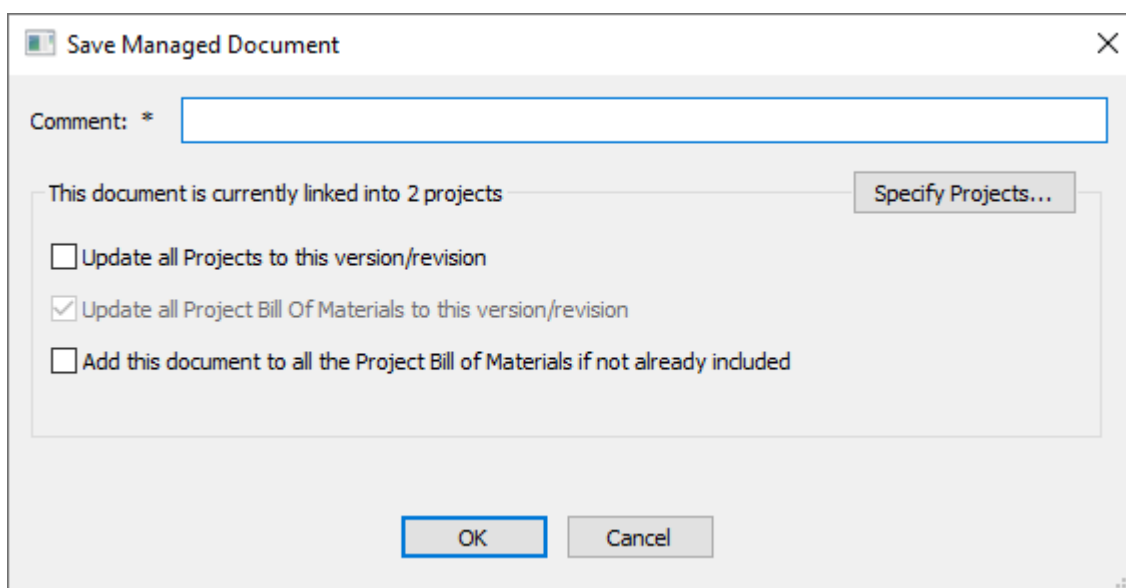 Save Managed Document
Comment: *
This document is currently linked into 2 projects
Specify Projects...
Update all Projects to this version/revision
Update all Project Bill Of Materials to this version/revision
Add this document to all the Project Bill of Materials if not already included
OK
Cancel